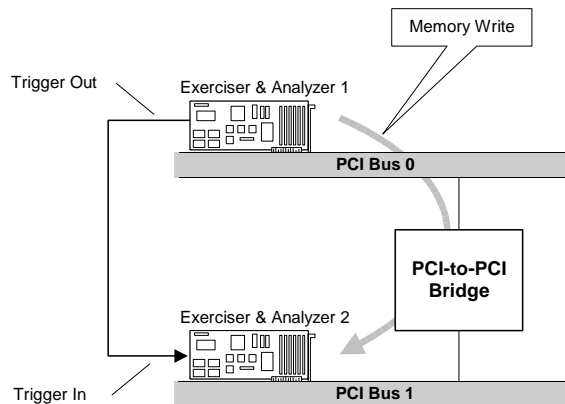 Memory Write
Trigger Out
Exerciser & Analyzer 1
PCI Bus 0
PCI-to-PCI
Bridge
Exerciser & Analyzer 2
Trigger In
PCI Bus 1